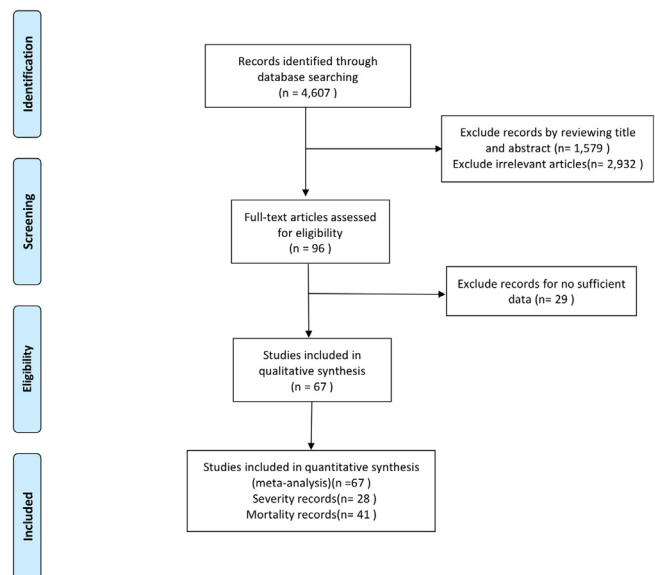 Identification
Records identified through
database searching
(n = 4,607 )
Exclude records by reviewing title
and abstract (n= 1,579 )
Exclude irrelevant articles(n= 2,932 )
Screening
Full-text articles assessed
for eligibility
(n = 96 )
Exclude records for no sufficient
data (n= 29 )
Eligibility
Studies included in
qualitative synthesis
(n = 67 )
Included
Studies included in quantitative synthesis
(meta-analysis)(n =67 )
Severity records(n= 28 )
Mortality records(n= 41 )